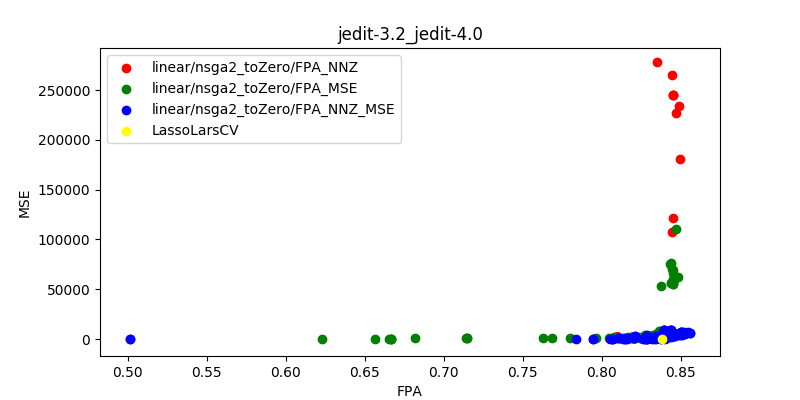 jedit-3.2_jedit-4.0
linear/nsga2_toZero/FPA_NNZ
linear/nsga2_toZero/FPA_MSE
linear/nsga2_toZero/FPA_NNZ_MSE
LassoLarsCV
250000
200000
150000
100000
50000
0
MSE
0.50 0.55 0.60 0.65 0.70 0.75 0.80 0.85
FPA